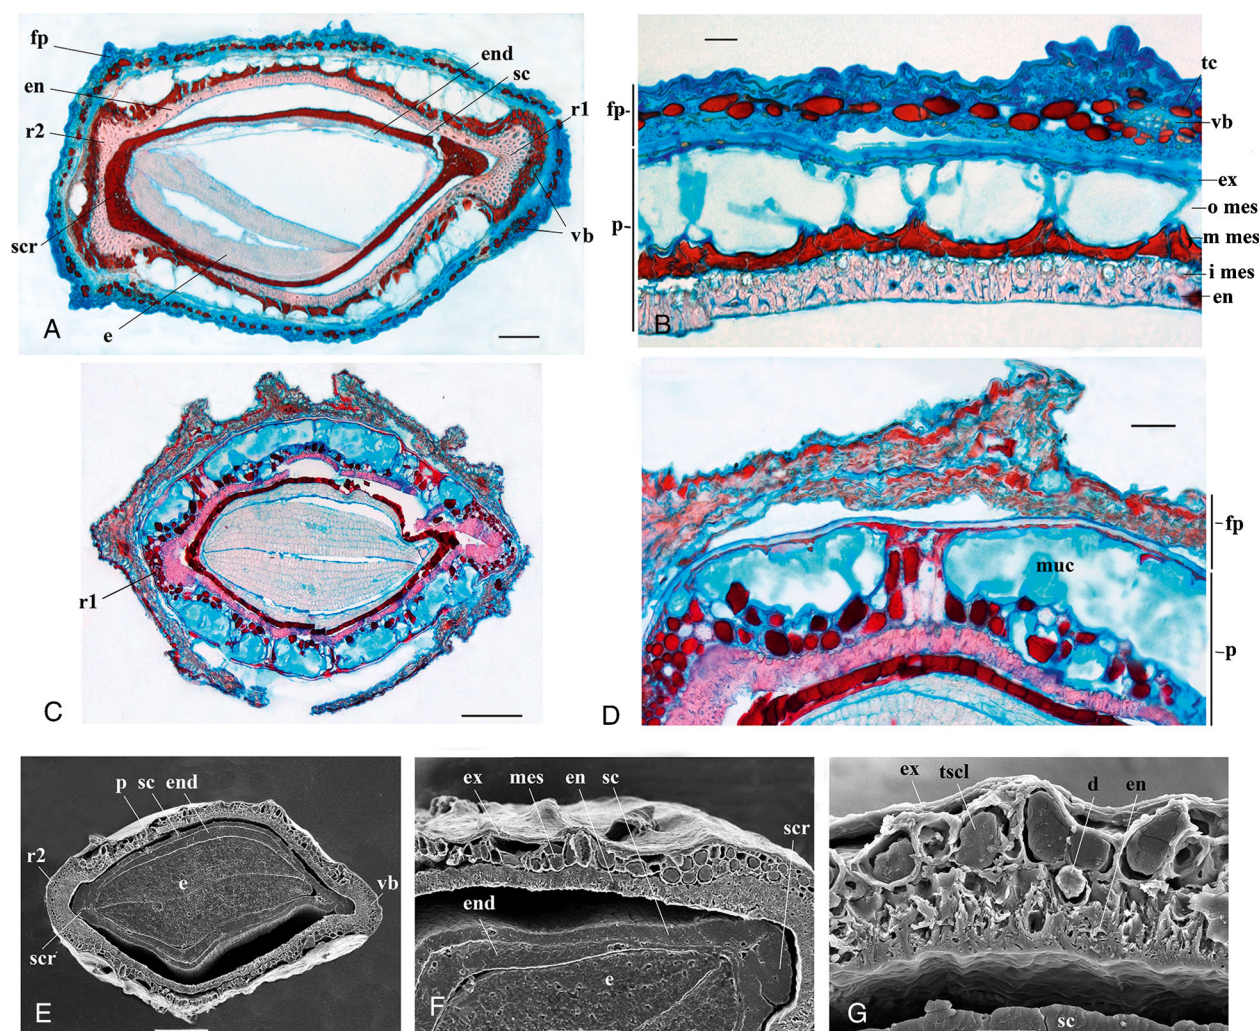 fp
en
r2
scr
A
e
end
sc
r1
vb
fp
p
B
tc
vb
ex
o mes
m mes
i mes
en
r1
C
muc
D
fp
p
p sc end
r2
e
vb
scr
E
ex mes en sc
scr
end
e
F
ex tscl d en
sc
G